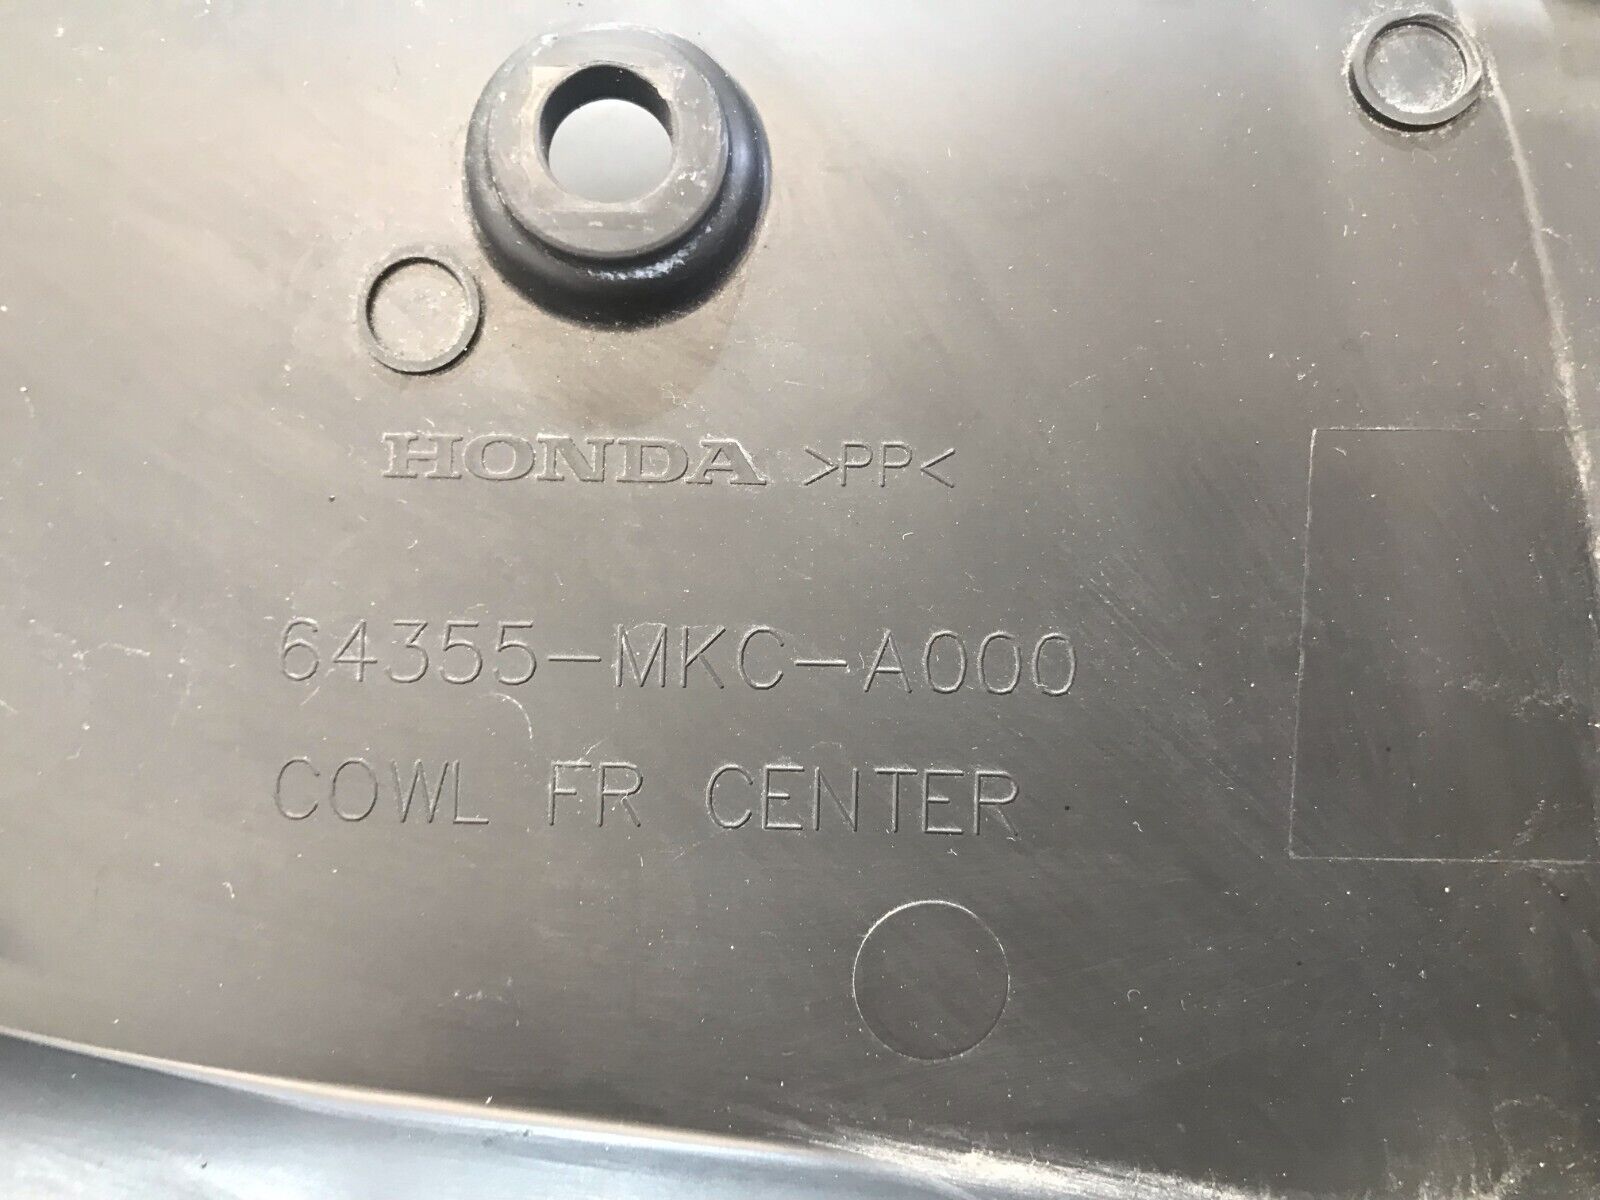 HONDA >PP<
64355-MKC-A000
COWL FR CENTER